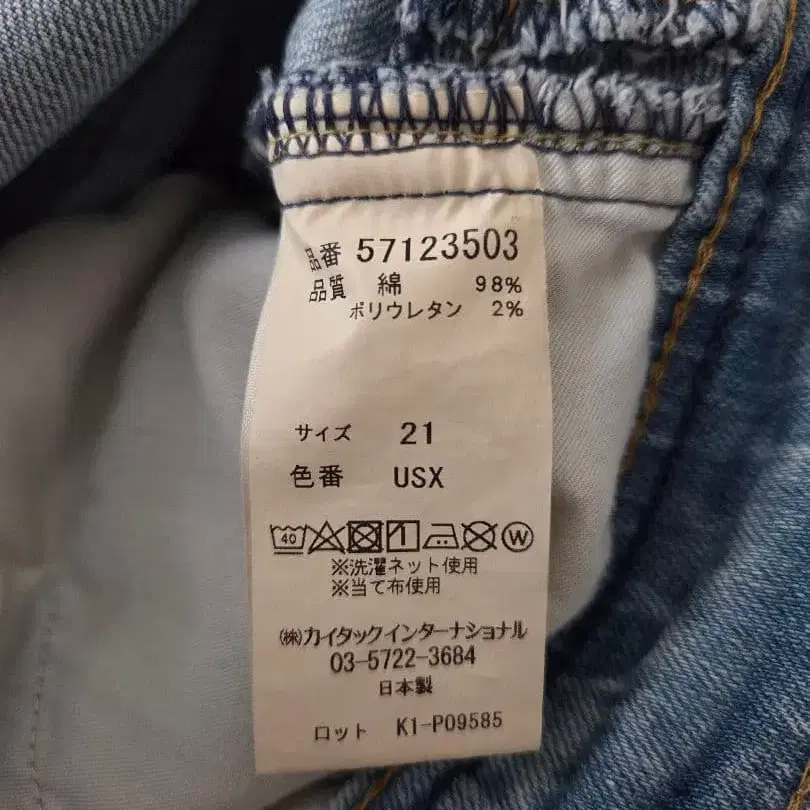 品番 57123503
品質 綿 98%
ポリウレタン 2%
サイズ 21
色番 USX
40 W
※洗濯ネット使用
※当て布使用
(株)カイタックインターナショナル
03-5722-3684
日本製
ロット K1-P09585